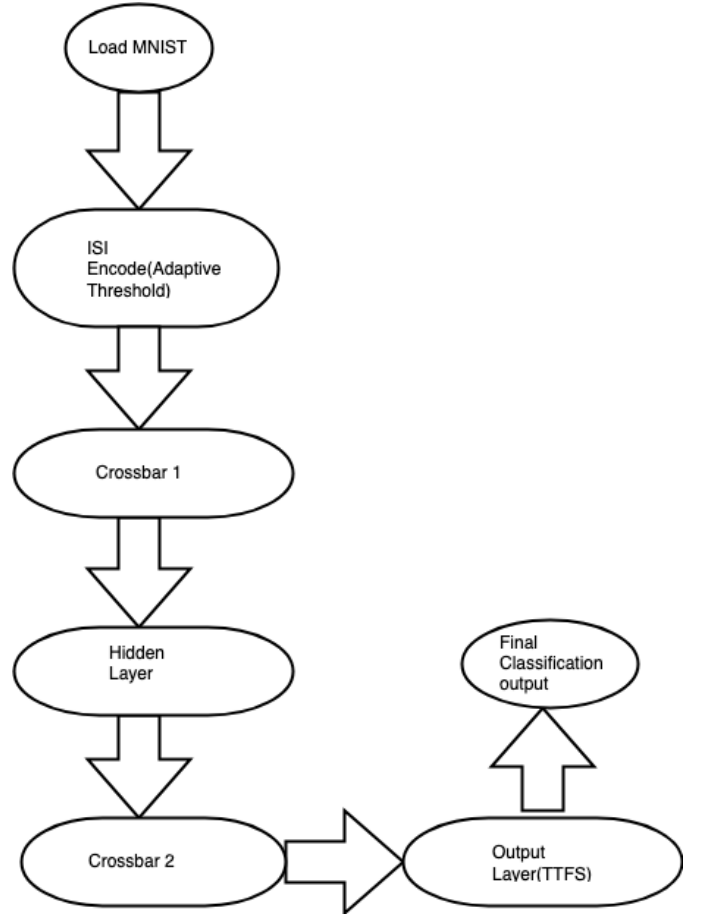 Load MNIST
ISI
Encode(Adaptive
Threshold)
Crossbar 1
Hidden
Layer
Crossbar 2
Output
Layer(TTFS)
Final
Classification
output